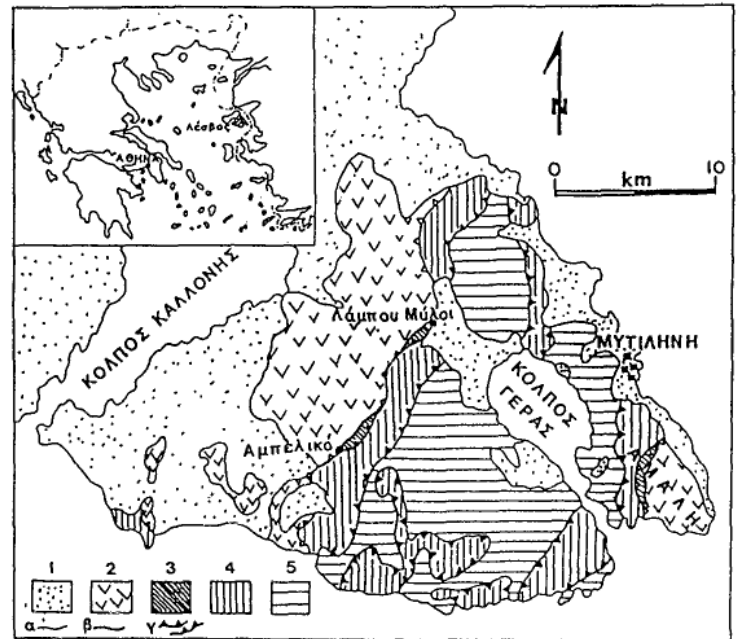 Λέσβος
ΑΘΗΝΑ
N
0 10
km
ΚΟΛΠΟΣ ΚΑΛΛΟΝΗΣ
Λάμπου Μύλοι
ΜΥΤΙΛΗΝΗ
ΚΟΛΠΟΣ
ΓΕΡΑΣ
Αμπελικό
ΑΜΑΛΗ
1 2 3 4 5
α β γ